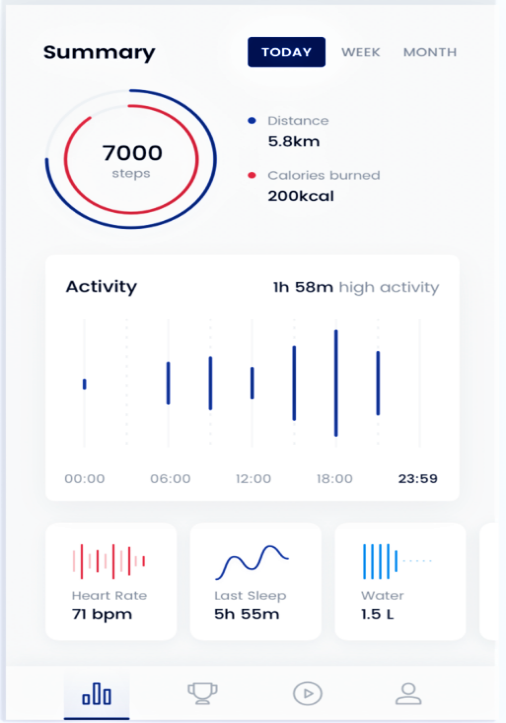 Summary
TODAY WEEK MONTH
7000
steps
Distance
5.8km
Calories burned
200kcal
Activity
1h 58m high activity
00:00 06:00 12:00 18:00 23:59
Heart Rate
71 bpm
Last Sleep
5h 55m
Water
1.5 L